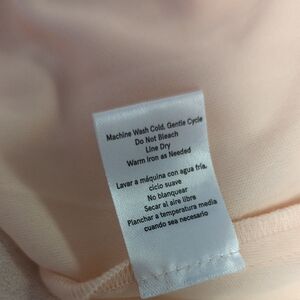 Machine Wash Cold, Gentle Cycle
Do Not Bleach
Line Dry
Warm Iron as Needed
Lavar a máquina con agua fría,
ciclo suave
No blanquear
Secar al aire libre
Planchar a temperatura media
cuando sea necesario